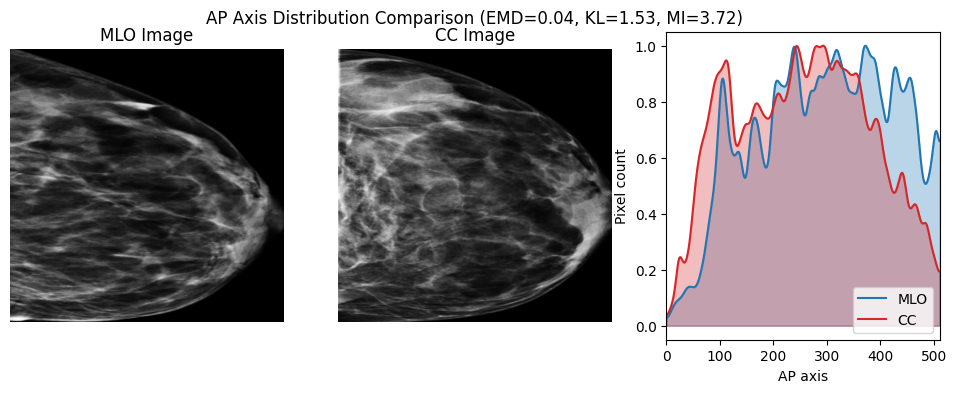 AP Axis Distribution Comparison (EMD=0.04, KL=1.53, MI=3.72)
MLO Image
CC Image
Pixel count
1.0
0.8
0.6
0.4
0.2
0.0
MLO
CC
0 100 200 300 400 500
AP axis